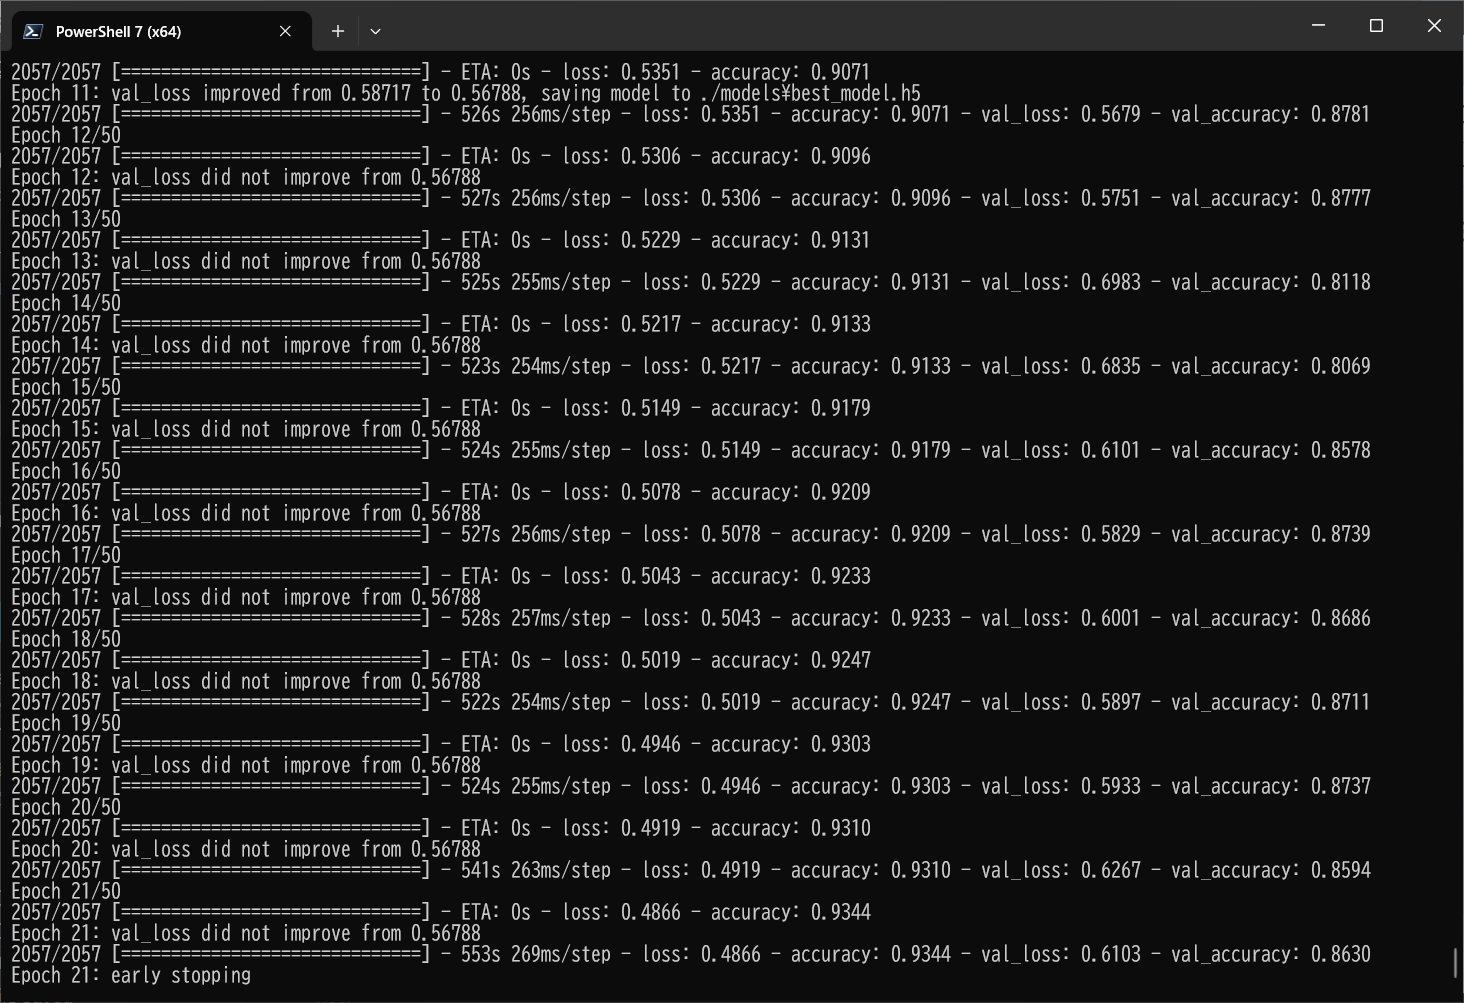 PowerShell 7 (x64)
2057/2057 [==============================] - ETA: 0s - loss: 0.5351 - accuracy: 0.9071
Epoch 11: val_loss improved from 0.58717 to 0.56788, saving model to ./models¥best_model.h5
2057/2057 [==============================] - 526s 256ms/step - loss: 0.5351 - accuracy: 0.9071 - val_loss: 0.5679 - val_accuracy: 0.8781
Epoch 12/50
2057/2057 [==============================] - ETA: 0s - loss: 0.5306 - accuracy: 0.9096
Epoch 12: val_loss did not improve from 0.56788
2057/2057 [==============================] - 527s 256ms/step - loss: 0.5306 - accuracy: 0.9096 - val_loss: 0.5751 - val_accuracy: 0.8777
Epoch 13/50
2057/2057 [==============================] - ETA: 0s - loss: 0.5229 - accuracy: 0.9131
Epoch 13: val_loss did not improve from 0.56788
2057/2057 [==============================] - 525s 255ms/step - loss: 0.5229 - accuracy: 0.9131 - val_loss: 0.6983 - val_accuracy: 0.8118
Epoch 14/50
2057/2057 [==============================] - ETA: 0s - loss: 0.5217 - accuracy: 0.9133
Epoch 14: val_loss did not improve from 0.56788
2057/2057 [==============================] - 523s 254ms/step - loss: 0.5217 - accuracy: 0.9133 - val_loss: 0.6835 - val_accuracy: 0.8069
Epoch 15/50
2057/2057 [==============================] - ETA: 0s - loss: 0.5149 - accuracy: 0.9179
Epoch 15: val_loss did not improve from 0.56788
2057/2057 [==============================] - 524s 255ms/step - loss: 0.5149 - accuracy: 0.9179 - val_loss: 0.6101 - val_accuracy: 0.8578
Epoch 16/50
2057/2057 [==============================] - ETA: 0s - loss: 0.5078 - accuracy: 0.9209
Epoch 16: val_loss did not improve from 0.56788
2057/2057 [==============================] - 527s 256ms/step - loss: 0.5078 - accuracy: 0.9209 - val_loss: 0.5829 - val_accuracy: 0.8739
Epoch 17/50
2057/2057 [==============================] - ETA: 0s - loss: 0.5043 - accuracy: 0.9233
Epoch 17: val_loss did not improve from 0.56788
2057/2057 [==============================] - 528s 257ms/step - loss: 0.5043 - accuracy: 0.9233 - val_loss: 0.6001 - val_accuracy: 0.8686
Epoch 18/50
2057/2057 [==============================] - ETA: 0s - loss: 0.5019 - accuracy: 0.9247
Epoch 18: val_loss did not improve from 0.56788
2057/2057 [==============================] - 522s 254ms/step - loss: 0.5019 - accuracy: 0.9247 - val_loss: 0.5897 - val_accuracy: 0.8711
Epoch 19/50
2057/2057 [==============================] - ETA: 0s - loss: 0.4946 - accuracy: 0.9303
Epoch 19: val_loss did not improve from 0.56788
2057/2057 [==============================] - 524s 255ms/step - loss: 0.4946 - accuracy: 0.9303 - val_loss: 0.5933 - val_accuracy: 0.8737
Epoch 20/50
2057/2057 [==============================] - ETA: 0s - loss: 0.4919 - accuracy: 0.9310
Epoch 20: val_loss did not improve from 0.56788
2057/2057 [==============================] - 541s 263ms/step - loss: 0.4919 - accuracy: 0.9310 - val_loss: 0.6267 - val_accuracy: 0.8594
Epoch 21/50
2057/2057 [==============================] - ETA: 0s - loss: 0.4866 - accuracy: 0.9344
Epoch 21: val_loss did not improve from 0.56788
2057/2057 [==============================] - 553s 269ms/step - loss: 0.4866 - accuracy: 0.9344 - val_loss: 0.6103 - val_accuracy: 0.8630
Epoch 21: early stopping